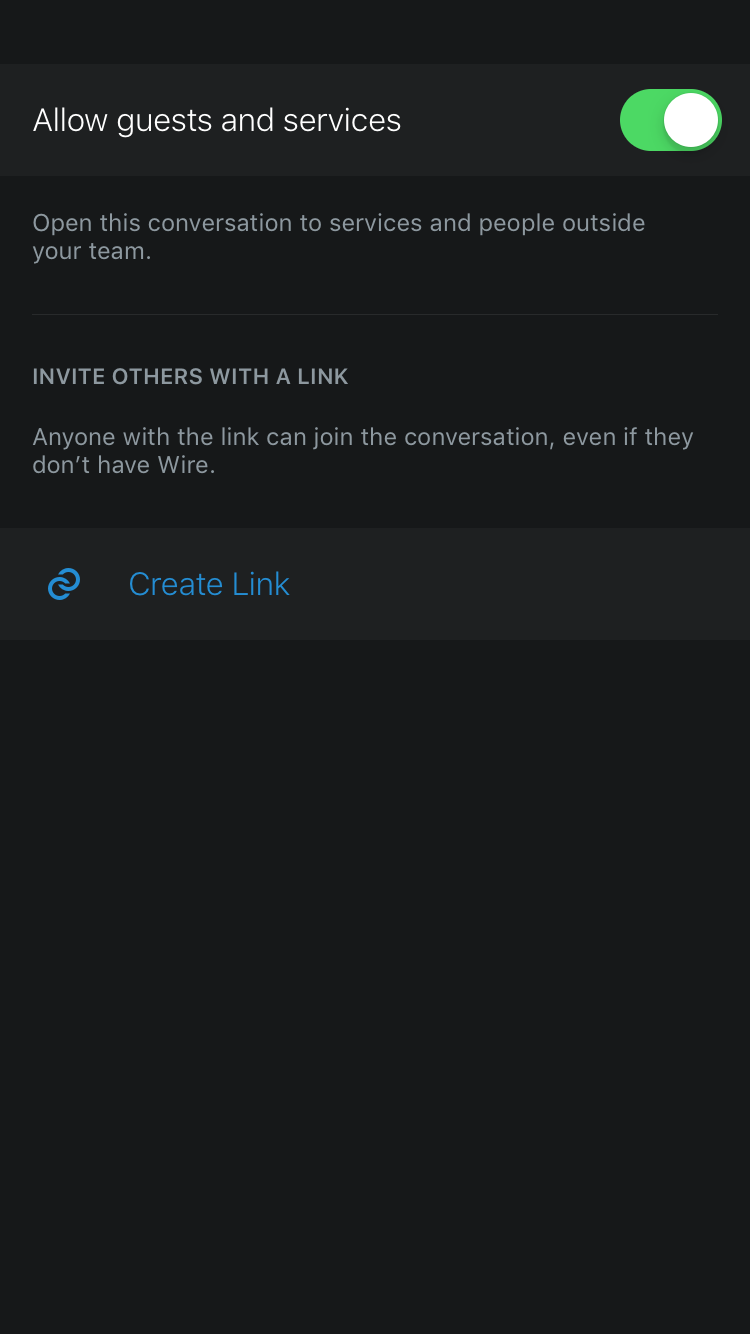 Allow guests and services
Open this conversation to services and people outside
your team.
INVITE OTHERS WITH A LINK
Anyone with the link can join the conversation, even if they
don’t have Wire.
Create Link